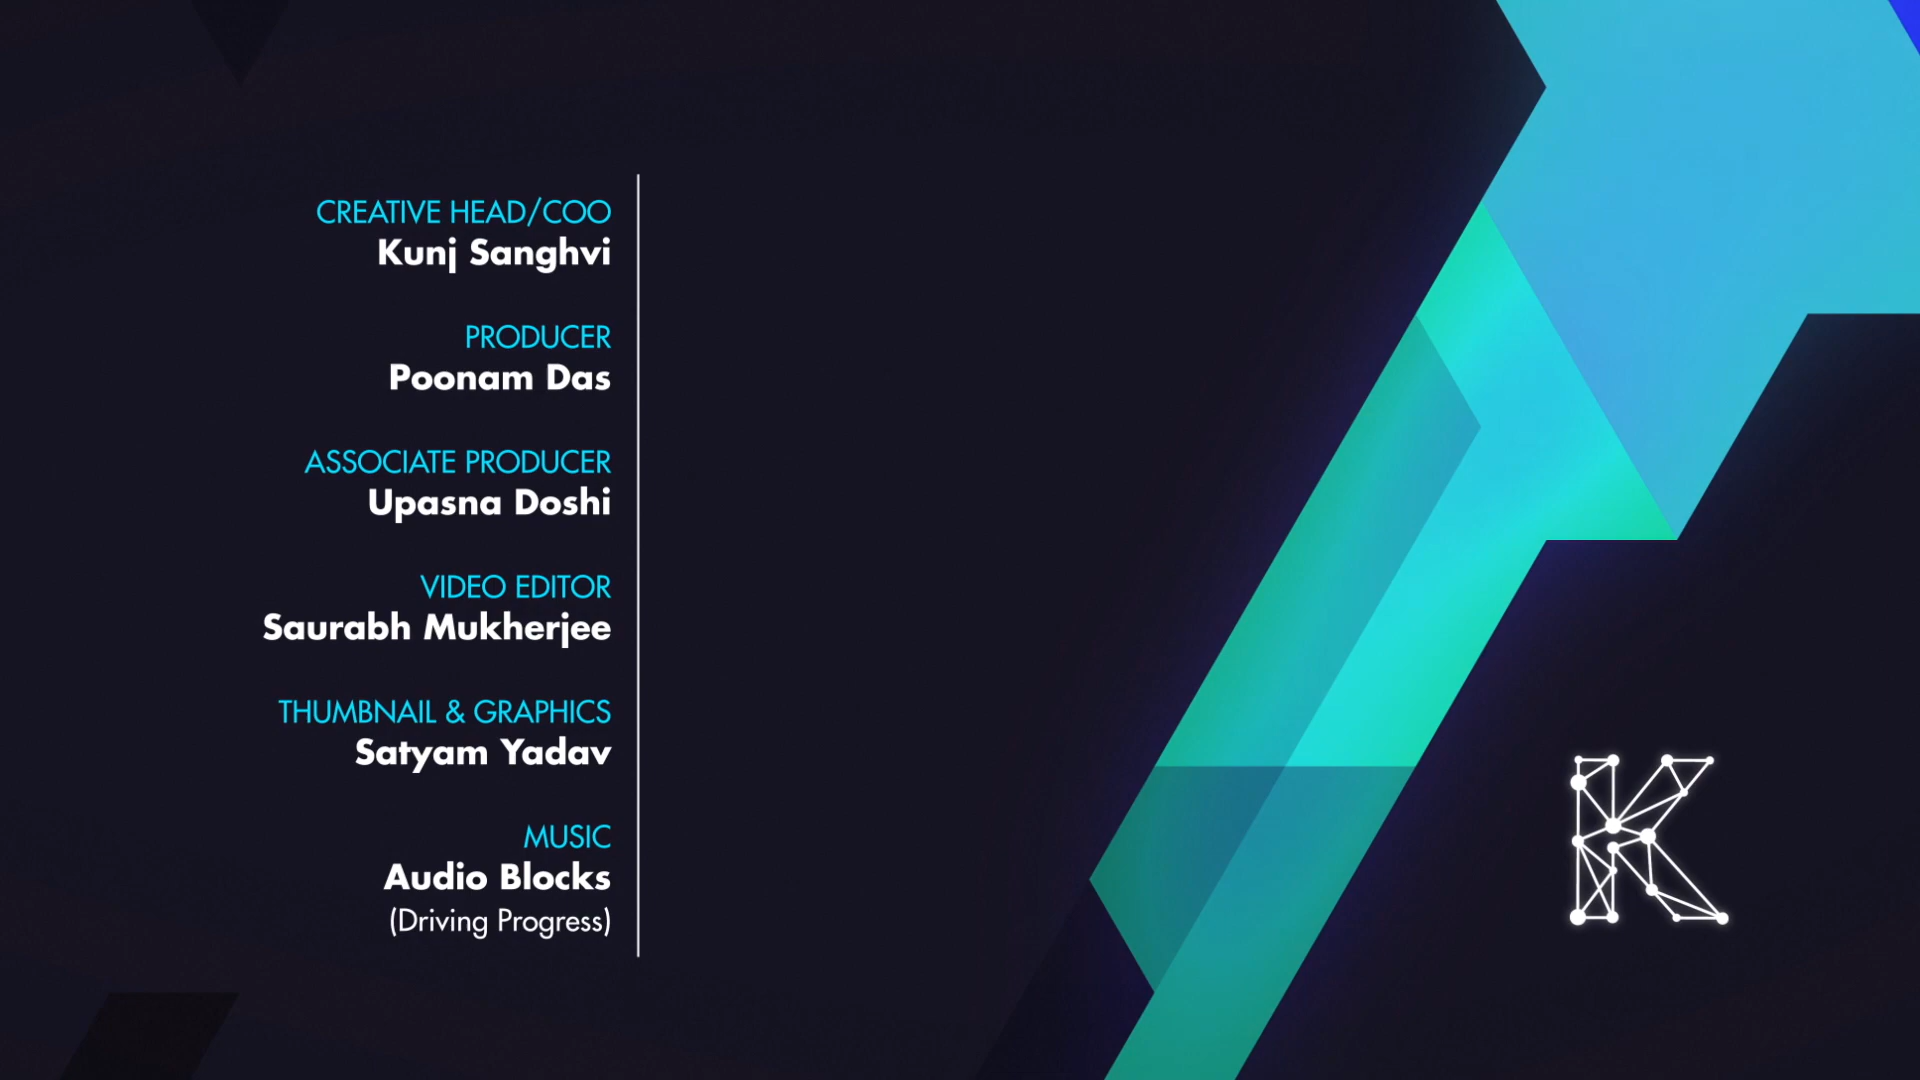 CREATIVE HEAD/COO
Kunj Sanghvi
PRODUCER
Poonam Das
ASSOCIATE PRODUCER
Upasna Doshi
VIDEO EDITOR
Saurabh Mukherjee
THUMBNAIL & GRAPHICS
Satyam Yadav
MUSIC
Audio Blocks
(Driving Progress)
K